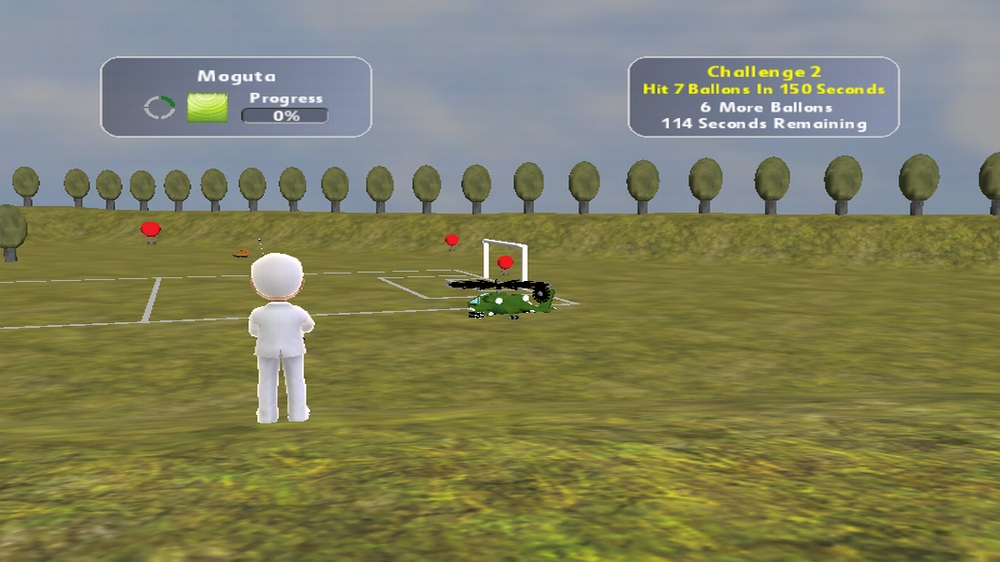 Moguta
Progress
0%
Challenge 2
Hit 7 Ballons In 150 Seconds
6 More Ballons
114 Seconds Remaining